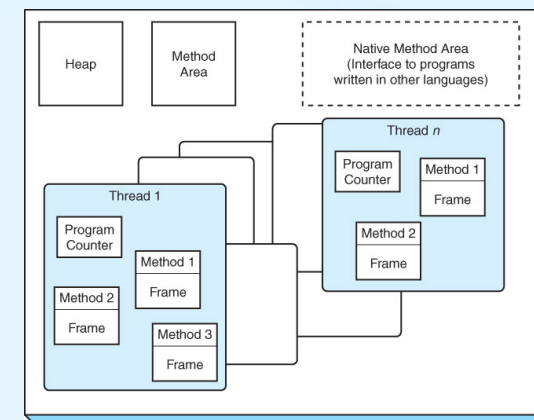 Heap
Method
Area
Native Method Area
(Interface to programs
written in other languages)
Thread 1
Program
Counter
Method 1
Frame
Method 2
Frame
Method 3
Frame
Thread n
Program
Counter
Method 1
Frame
Method 2
Frame